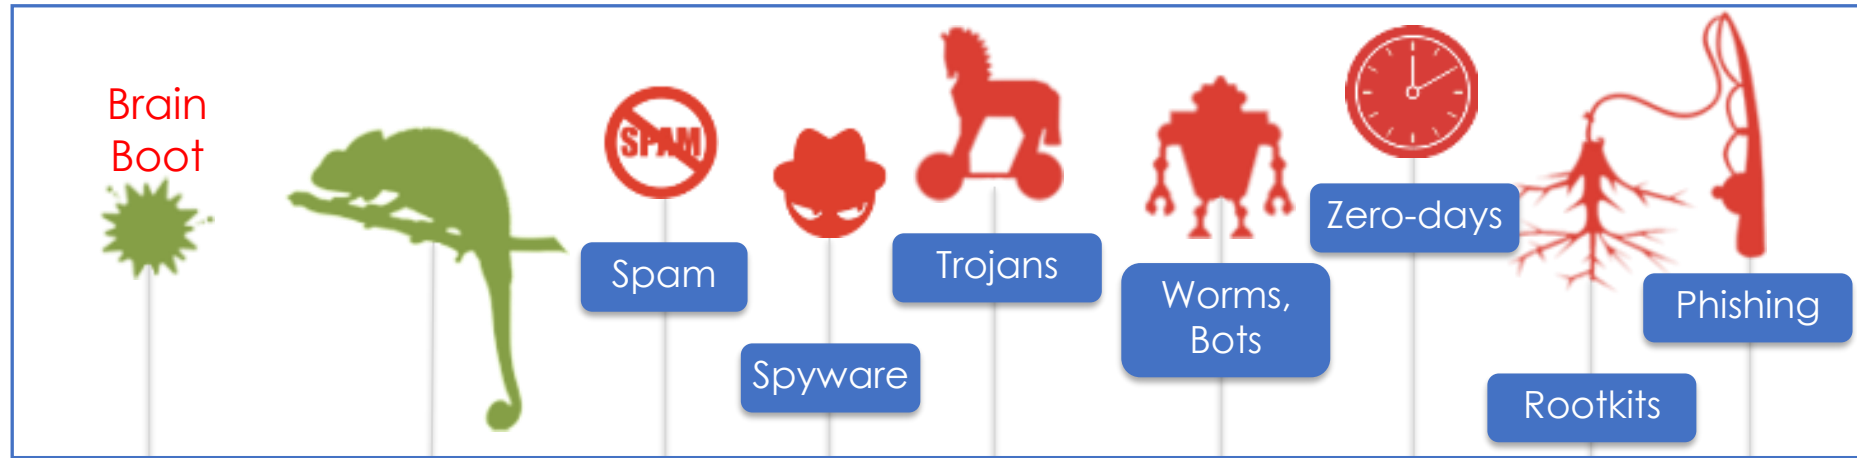 Brain
Boot
SPAM
Spam
Spyware
Trojans
Worms,
Bots
Zero-days
Rootkits
Phishing